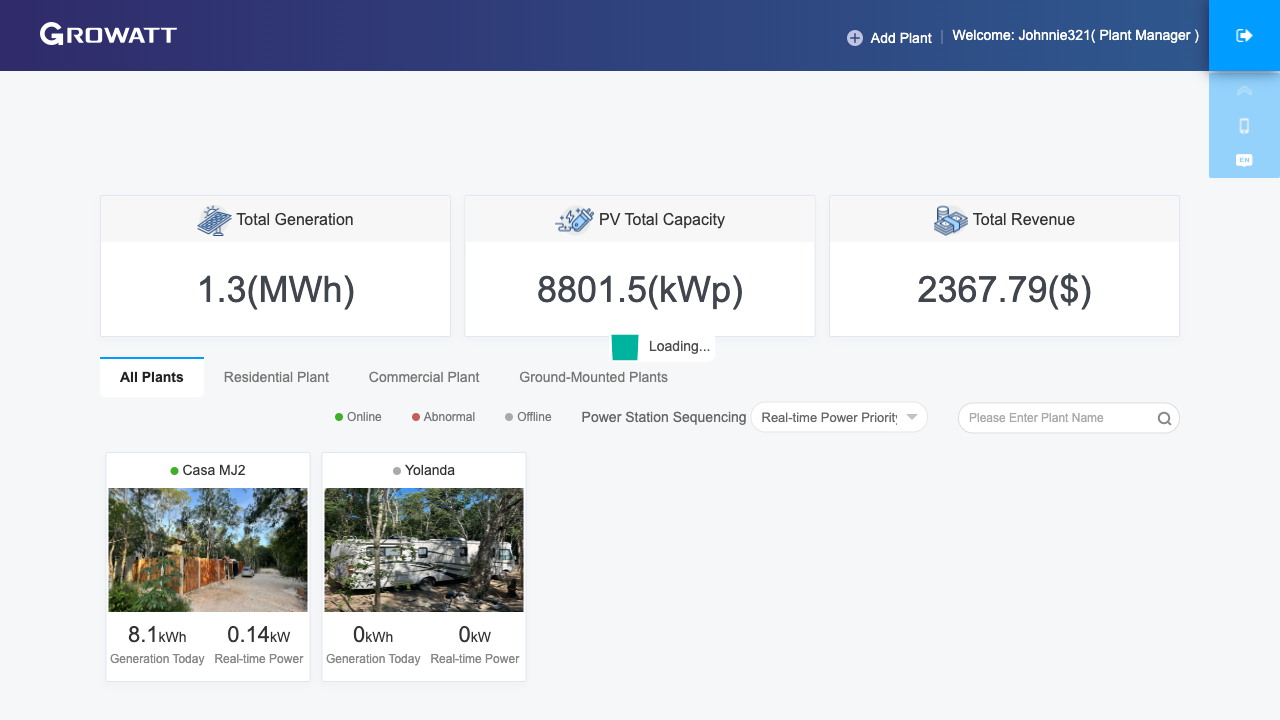 GROWATT
Add Plant | Welcome: Johnnie321( Plant Manager )
EN
Total Generation
1.3(MWh)
PV Total Capacity
8801.5(kWp)
Total Revenue
2367.79($)
Loading...
All Plants
Residential Plant
Commercial Plant
Ground-Mounted Plants
Online
Abnormal
Offline
Power Station Sequencing
Real-time Power Priority
Please Enter Plant Name
Casa MJ2
8.1kWh
Generation Today
0.14kW
Real-time Power
Yolanda
0kWh
Generation Today
0kW
Real-time Power